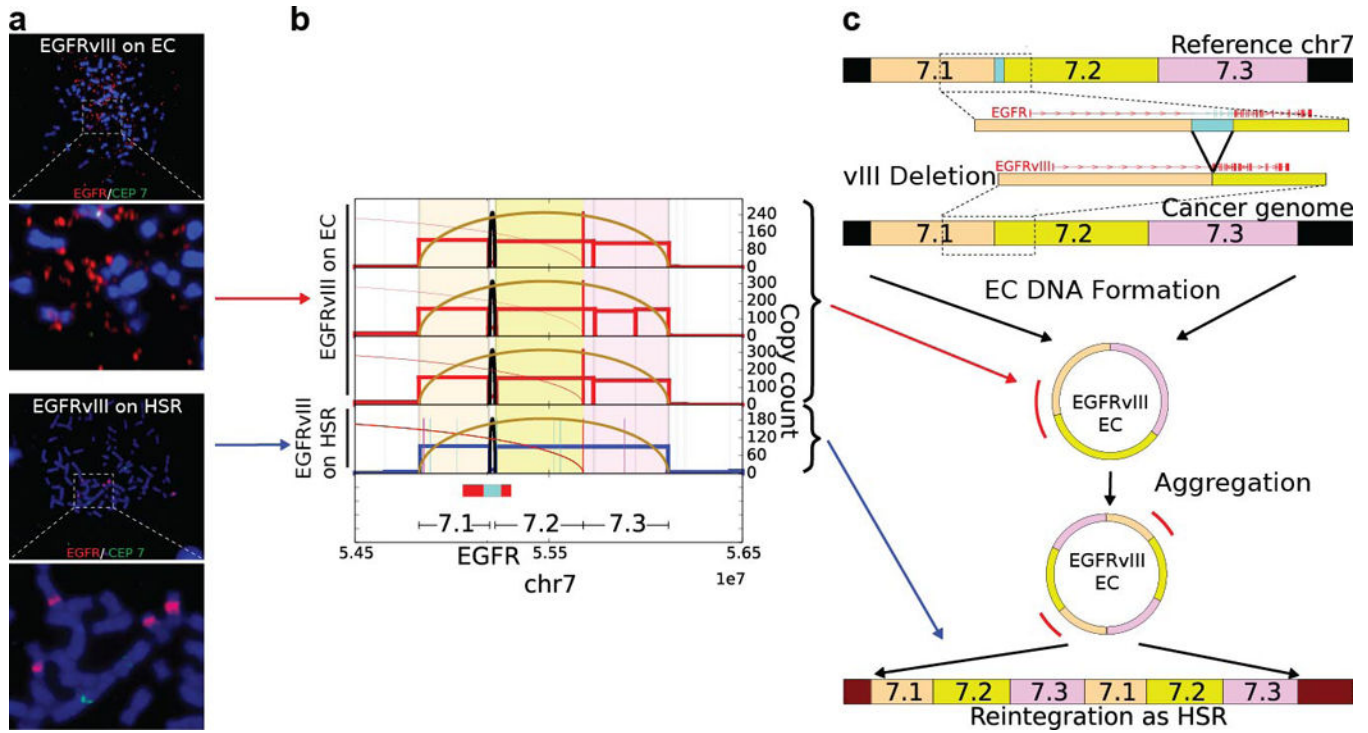 a
EGFRvIII on EC
EGFR/CEP 7
EGFRvIII on HSR
EGFR/CEP 7
b
EGFRvIII on EC
EGFRvIII
on HSR
240
160
80
0
300
200
100
0
300
200
100
0
180
120
60
0
Copy count
7.1
7.2
7.3
5.45
5.55
5.65
EGFR
1e7
chr7
c
Reference chr7
7.1 7.2 7.3
EGFR
EGFRvIII
vIII Deletion
Cancer genome
7.1 7.2 7.3
EC DNA Formation
EGFRvIII
EC
Aggregation
EGFRvIII
EC
7.1 7.2 7.3 7.1 7.2 7.3
Reintegration as HSR